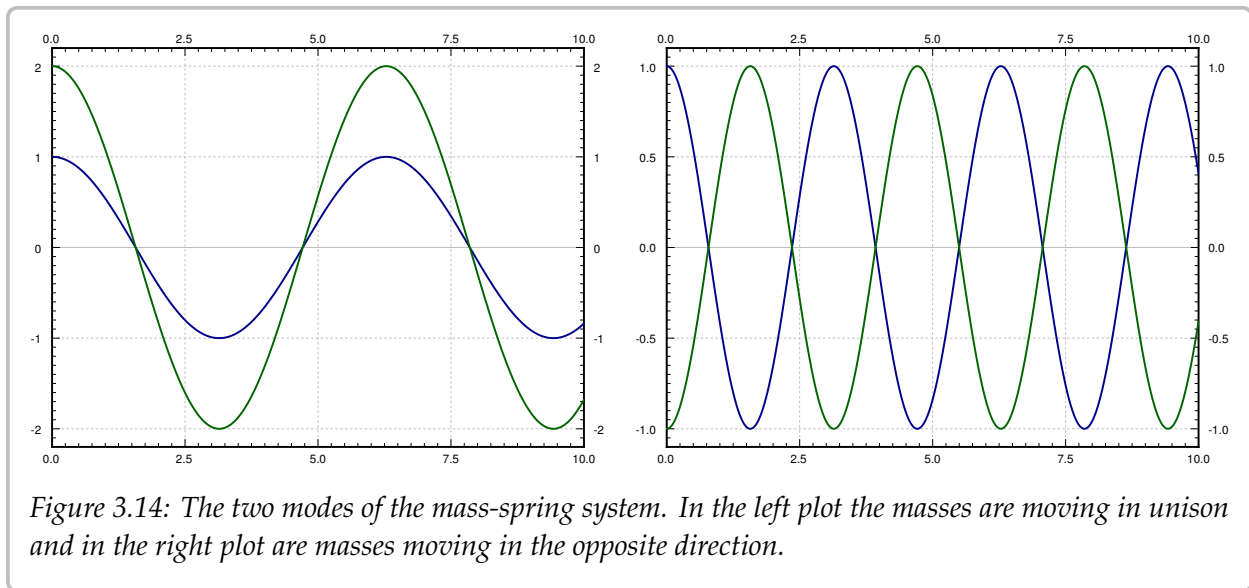 0.0 2.5 5.0 7.5 10.0
2 2
1 1
0 0
-1 -1
-2 -2
0.0 2.5 5.0 7.5 10.0
0.0 2.5 5.0 7.5 10.0
1.0 1.0
0.5 0.5
0.0 0.0
-0.5 -0.5
-1.0 -1.0
0.0 2.5 5.0 7.5 10.0
Figure 3.14: The two modes of the mass-spring system. In the left plot the masses are moving in unison
and in the right plot are masses moving in the opposite direction.